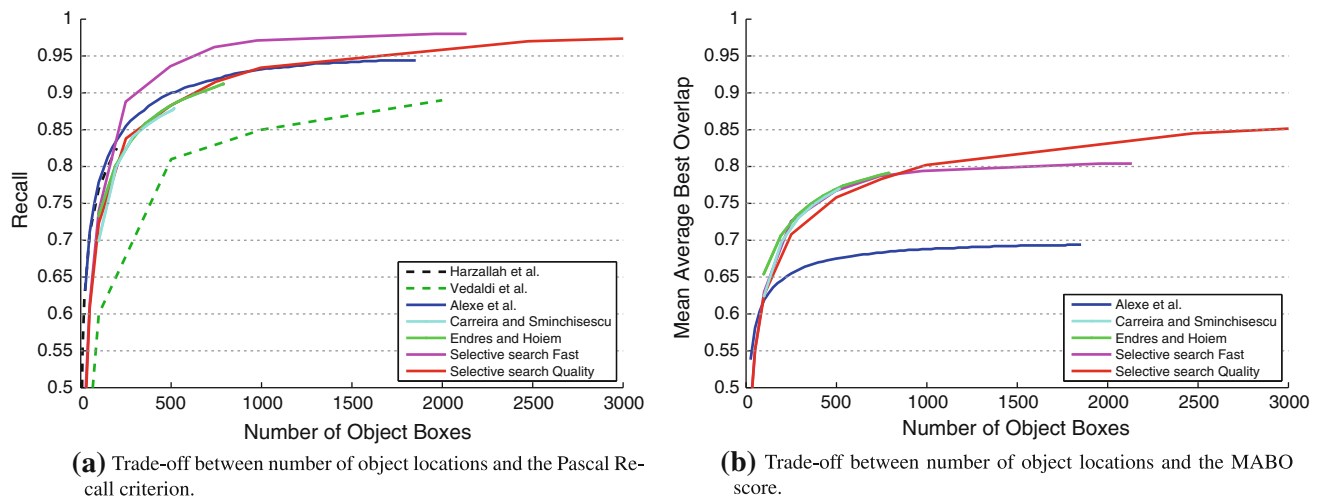 1
0.95
0.9
0.85
0.8
0.75
0.7
0.65
0.6
0.55
0.5
Recall
0
500
1000
1500
2000
2500
3000
Number of Object Boxes
Harzallah et al.
Vedaldi et al.
Alexe et al.
Carreira and Sminchisescu
Endres and Hoiem
Selective search Fast
Selective search Quality
(a) Trade-off between number of object locations and the Pascal Re-
call criterion.
1
0.95
0.9
0.85
0.8
0.75
0.7
0.65
0.6
0.55
0.5
Mean Average Best Overlap
0
500
1000
1500
2000
2500
3000
Number of Object Boxes
Alexe et al.
Carreira and Sminchisescu
Endres and Hoiem
Selective search Fast
Selective search Quality
(b) Trade-off between number of object locations and the MABO
score.